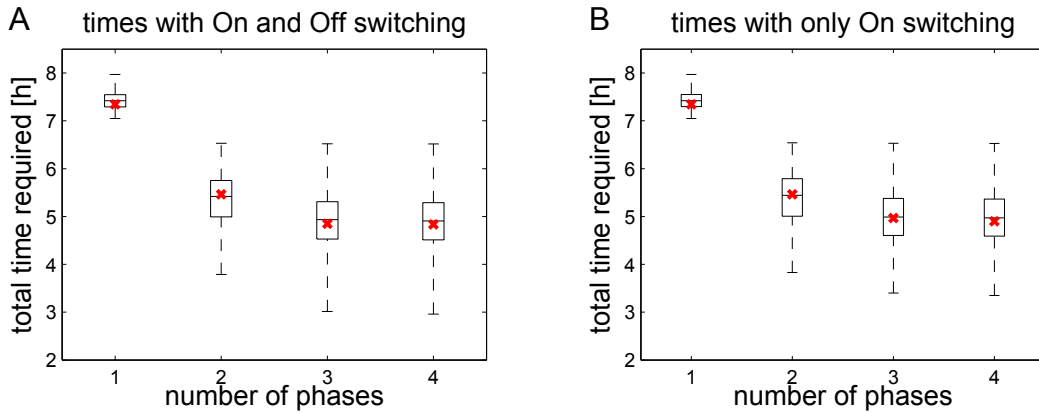 A
times with On and Off switching
total time required [h]
8
7
6
5
4
3
2
1 2 3 4
number of phases
B
times with only On switching
total time required [h]
8
7
6
5
4
3
2
1 2 3 4
number of phases